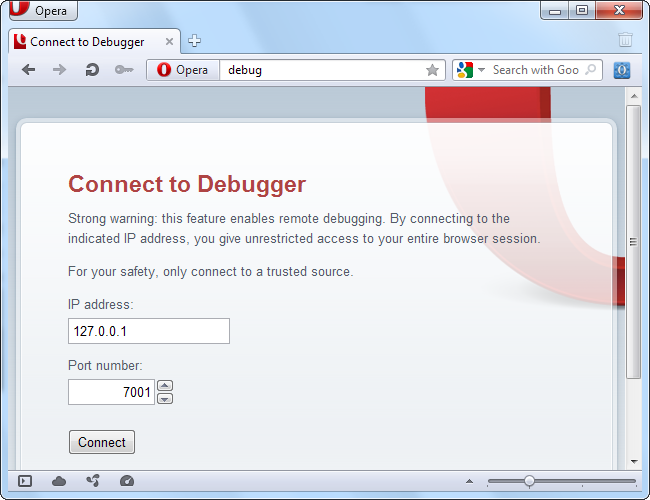 Opera
Connect to Debugger
Opera debug Search with Goo
Connect to Debugger
Strong warning: this feature enables remote debugging. By connecting to the
indicated IP address, you give unrestricted access to your entire browser session.
For your safety, only connect to a trusted source.
IP address:
127.0.0.1
Port number:
7001
Connect